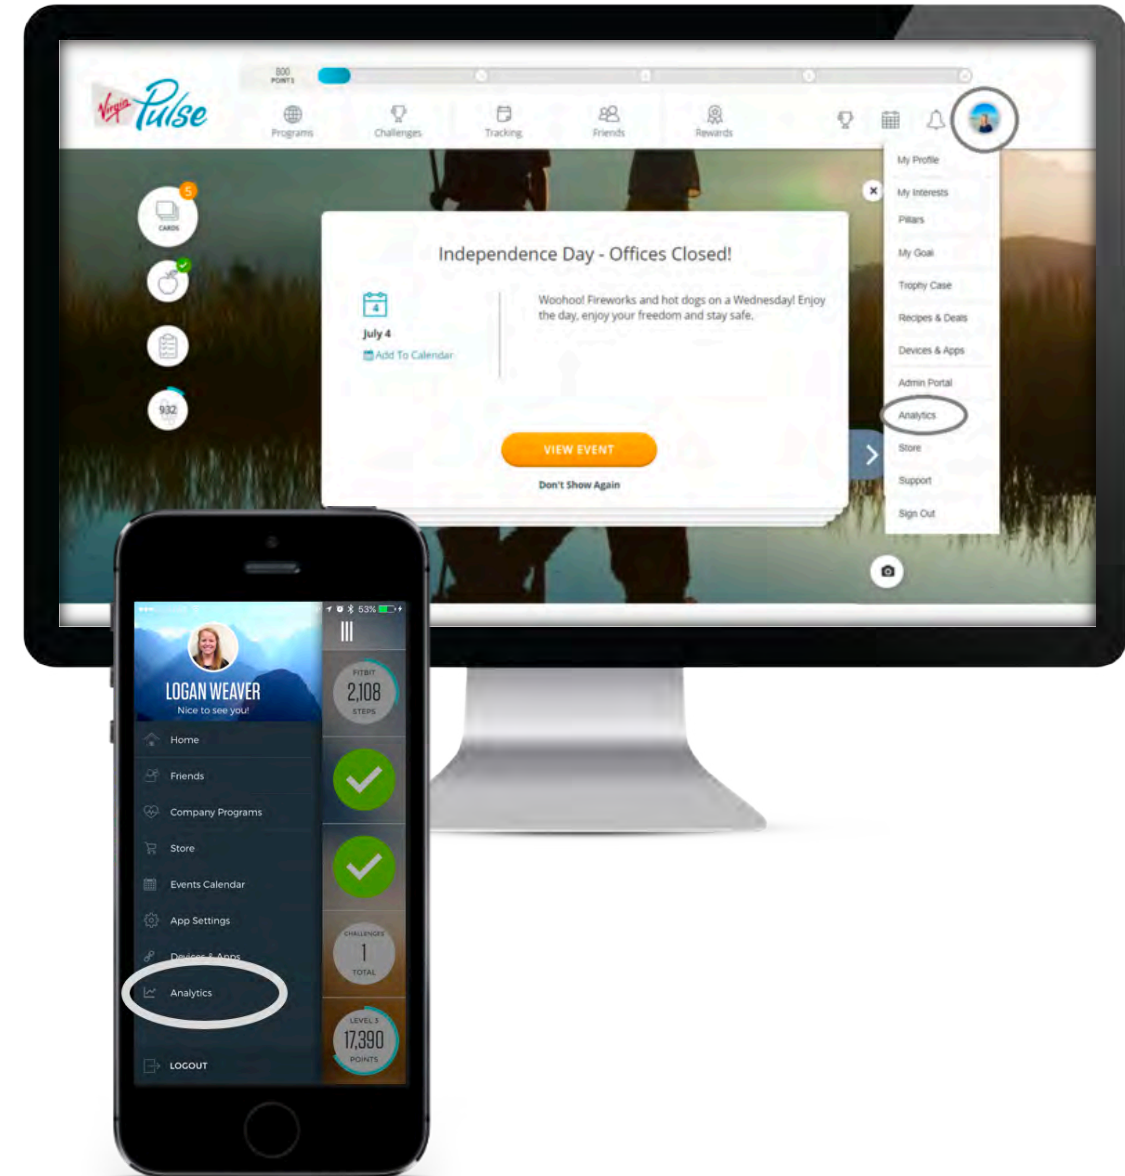 Virgin Pulse
800
POINTS
Programs
Challenges
Tracking
Friends
Rewards
My Profile
My Interests
Pillars
My Goal
Trophy Case
Recipes & Deals
Devices & Apps
Admin Portal
Analytics
Store
Support
Sign Out
5
CARDS
932
Independence Day - Offices Closed!
4
July 4
Add To Calendar
Woohoo! Fireworks and hot dogs on a Wednesday! Enjoy
the day, enjoy your freedom and stay safe.
VIEW EVENT
Don't Show Again
53%
LOGAN WEAVER
Nice to see you!
Home
Friends
Company Programs
Store
Events Calendar
App Settings
Devices & Apps
Analytics
LOGOUT
FITBIT
2,108
STEPS
CHALLENGES
1
TOTAL
LEVEL 3
17,390
POINTS